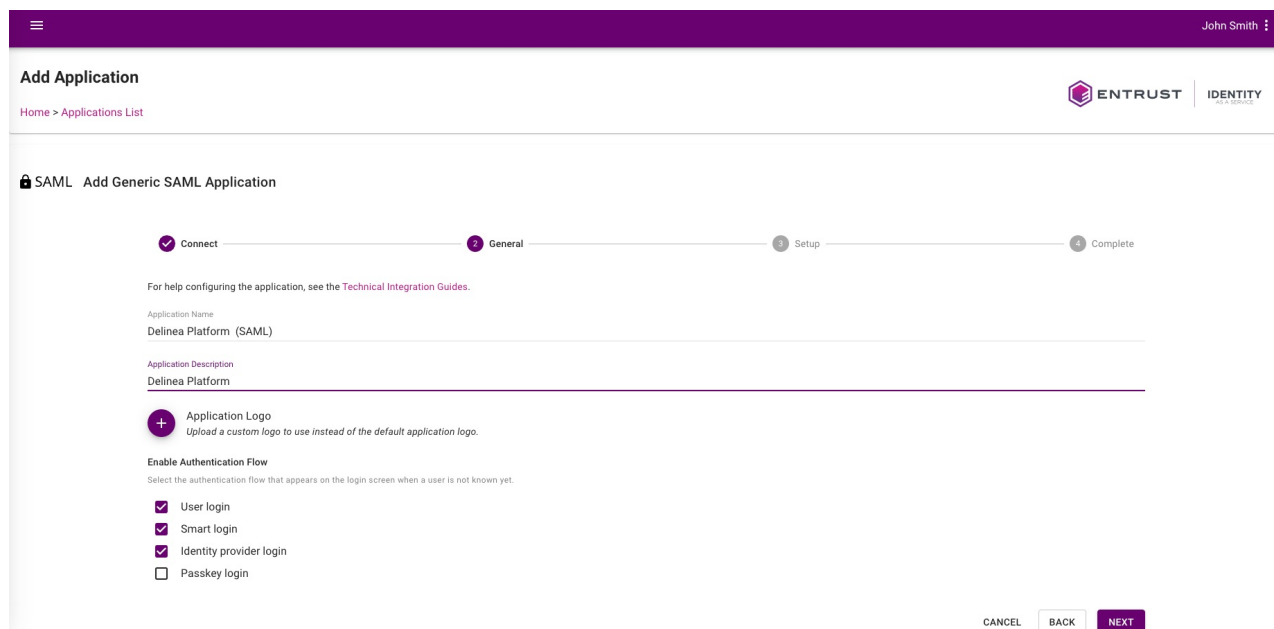 John Smith
Add Application
ENTRUST IDENTITY
AS A SERVICE
Home > Applications List
SAML Add Generic SAML Application
Connect 2 General 3 Setup 4 Complete
For help configuring the application, see the Technical Integration Guides.
Application Name
Delinea Platform (SAML)
Application Description
Delinea Platform
Application Logo
Upload a custom logo to use instead of the default application logo.
Enable Authentication Flow
Select the authentication flow that appears on the login screen when a user is not known yet.
User login
Smart login
Identity provider login
Passkey login
CANCEL BACK NEXT